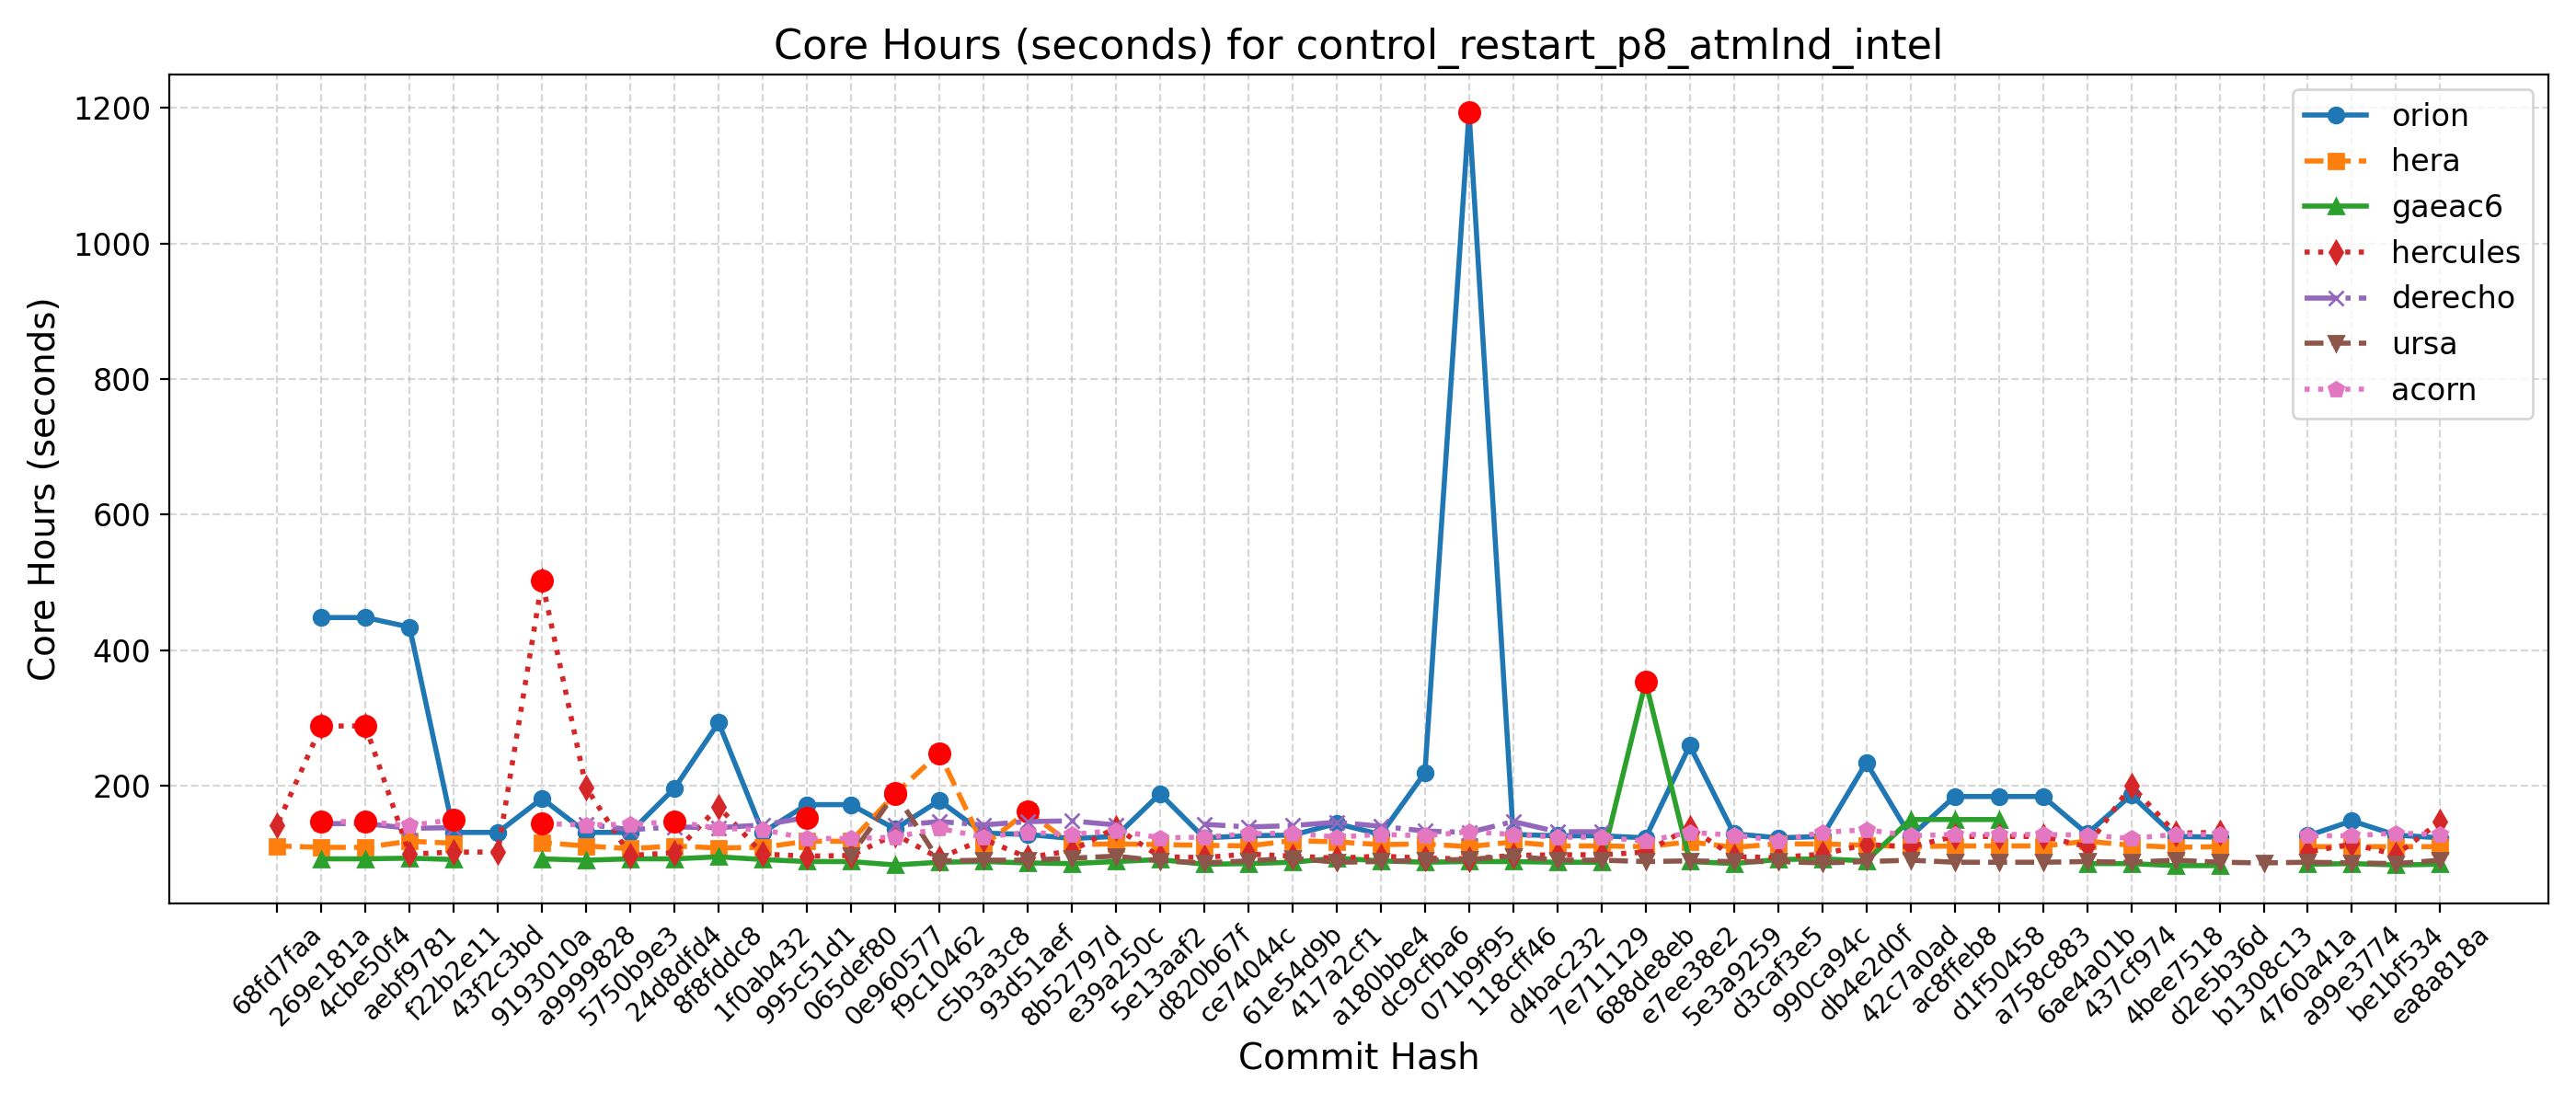 Core Hours (seconds) for control_restart_p8_atmlnd_intel
Core Hours (seconds)
1200
1000
800
600
400
200
orion
hera
gaeac6
hercules
derecho
ursa
acorn
68fd7faa
269e181a
4cbe50f4
aebf9781
f22b2e11
43f2c3bd
9193010a
a9999828
5750b9e3
24d8dfd4
8f8fddc8
1f0ab432
995c51d1
065def80
0e960577
f9c10462
c5b3a3c8
93d51aef
8b52797d
e39a250c
5e13aaf2
d820b67f
ce74044c
61e54d9b
417a2cf1
a180bbe4
dc9cfba6
071b9f95
118cff46
d4bac232
7e711129
688de8eb
e7ee38e2
5e3a9259
d3caf3e5
990ca94c
db4e2d0f
42c7a0ad
ac8ffeb8
d1f50458
a758c883
6ae4a01b
437cf974
4bee7518
d2e5b36d
b1308c13
4760a41a
a99e3774
be1bf534
ea8a818a
Commit Hash